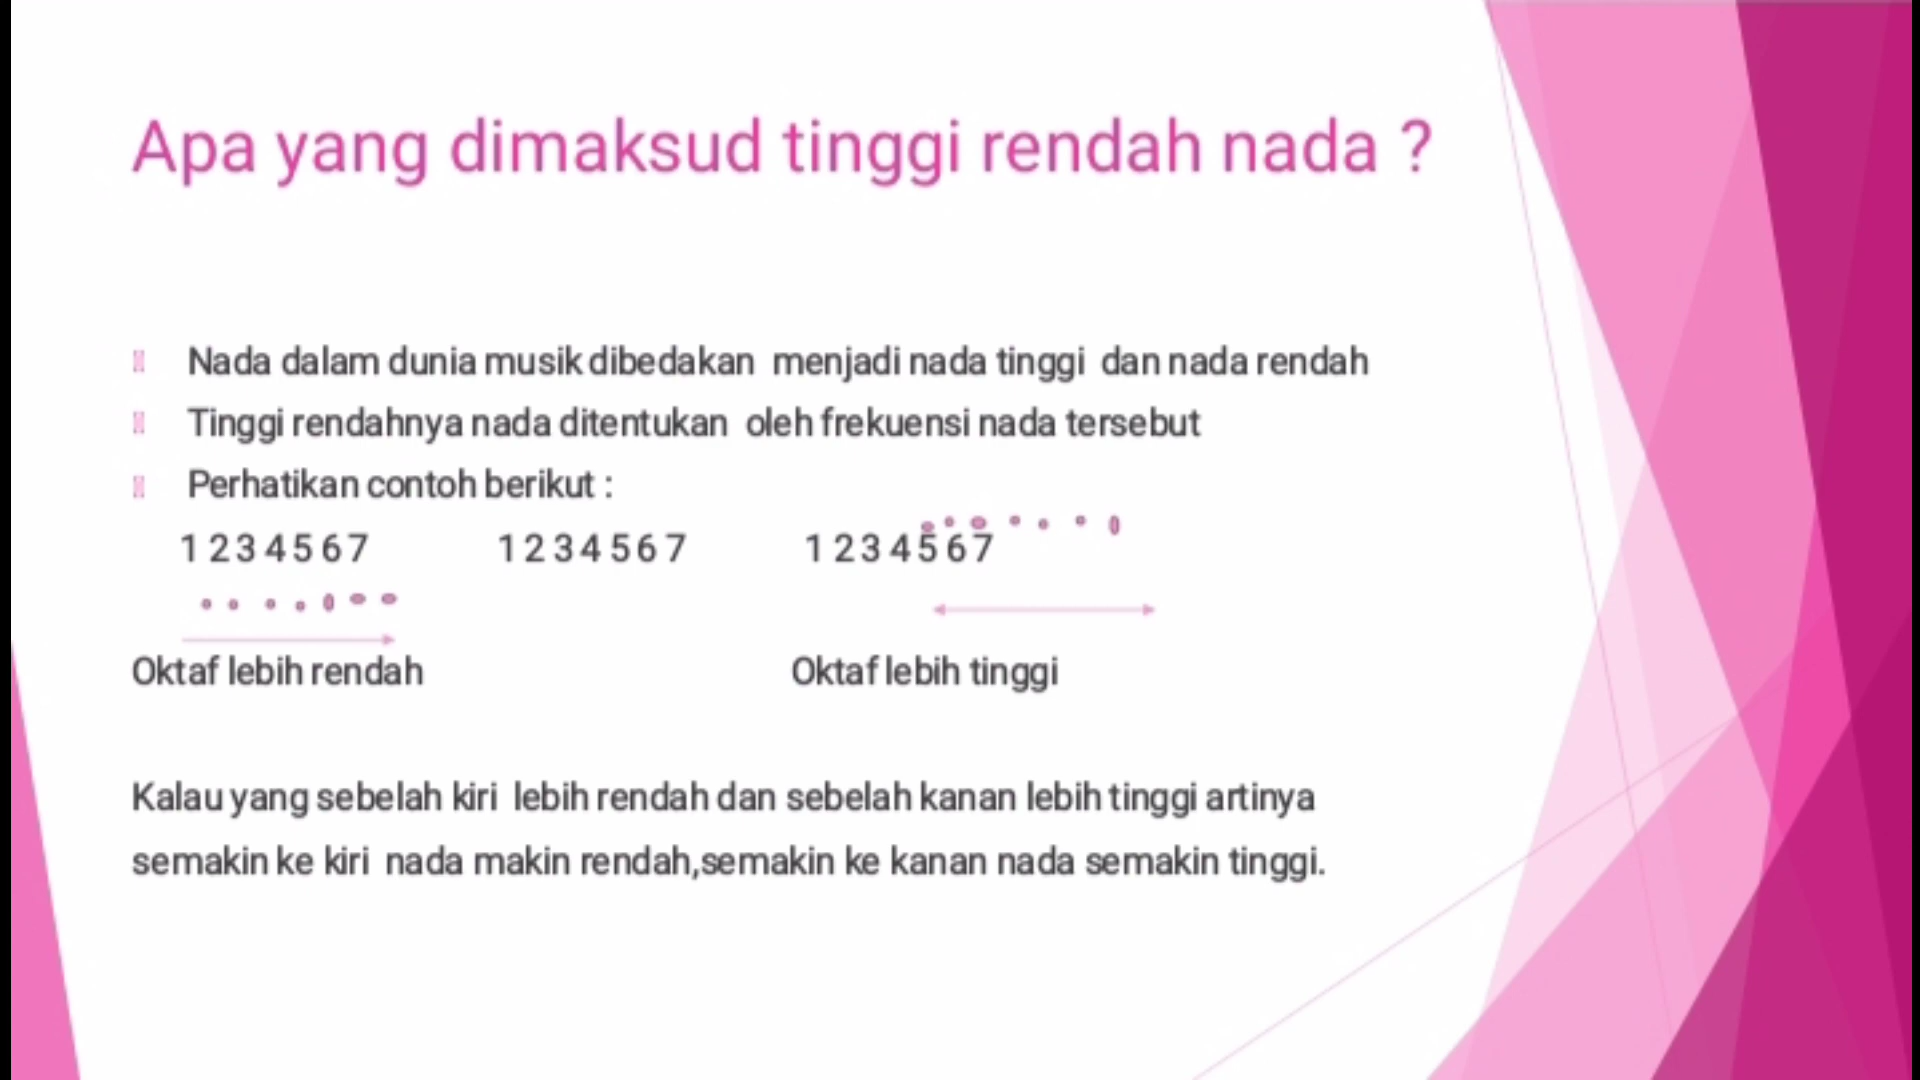 Apa yang dimaksud tinggi rendah nada ?
Nada dalam dunia musik dibedakan menjadi nada tinggi dan nada rendah
Tinggi rendahnya nada ditentukan oleh frekuensi nada tersebut
Perhatikan contoh berikut :
1 2 3 4 5 6 7 1 2 3 4 5 6 7 1 2 3 4 5 6 7
Oktaf lebih rendah Oktaf lebih tinggi
Kalau yang sebelah kiri lebih rendah dan sebelah kanan lebih tinggi artinya
semakin ke kiri nada makin rendah,semakin ke kanan nada semakin tinggi.